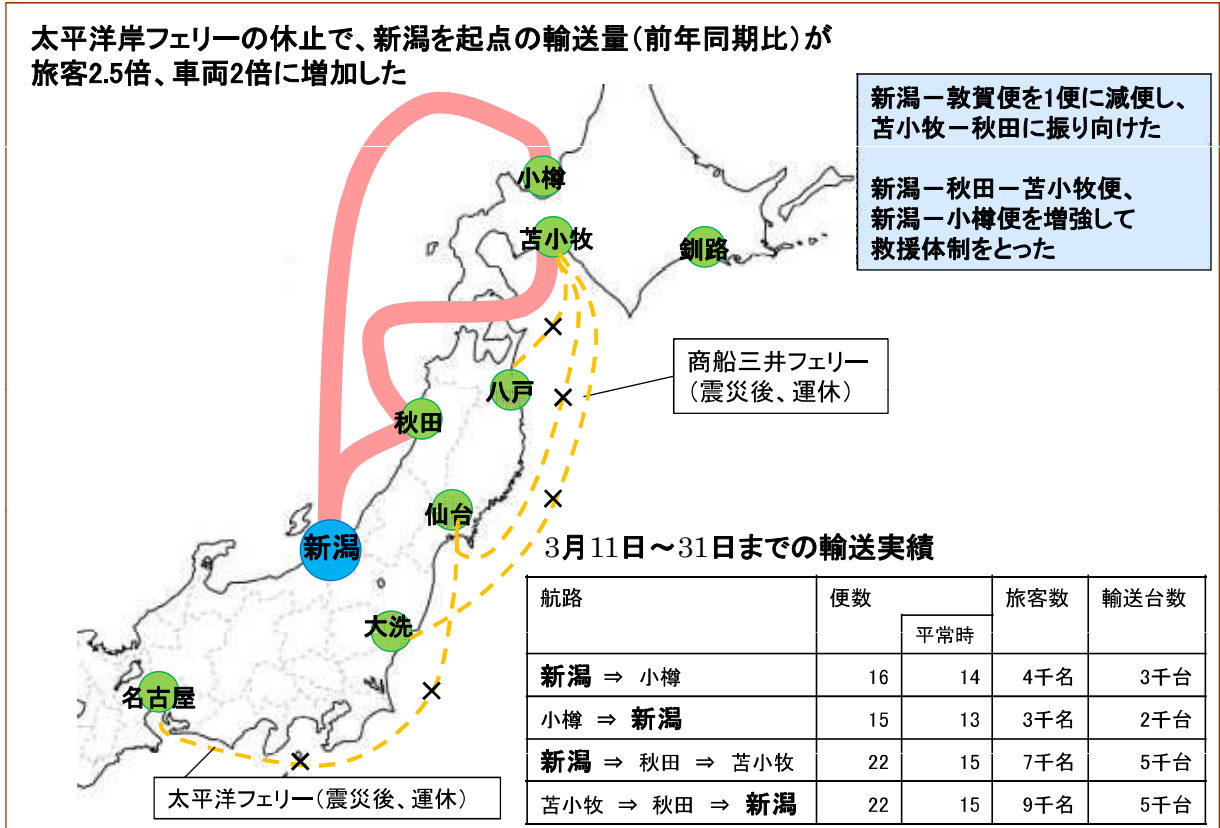 太平洋岸フェリーの休止で、新潟を起点の輸送量（前年同期比）が
旅客2.5倍、車両2倍に増加した
新潟－敦賀便を1便に減便し、
苫小牧－秋田に振り向けた
新潟－秋田－苫小牧便、
新潟－小樽便を増強して
救援体制をとった
小樽
苫小牧
釧路
商船三井フェリー
（震災後、運休）
八戸
秋田
仙台
新潟
大洗
名古屋
太平洋フェリー（震災後、運休）
3月11日～31日までの輸送実績
航路 便数 旅客数 輸送台数
平常時
新潟 ⇒ 小樽 16 14 4千名 3千台
小樽 ⇒ 新潟 15 13 3千名 2千台
新潟 ⇒ 秋田 ⇒ 苫小牧 22 15 7千名 5千台
苫小牧 ⇒ 秋田 ⇒ 新潟 22 15 9千名 5千台